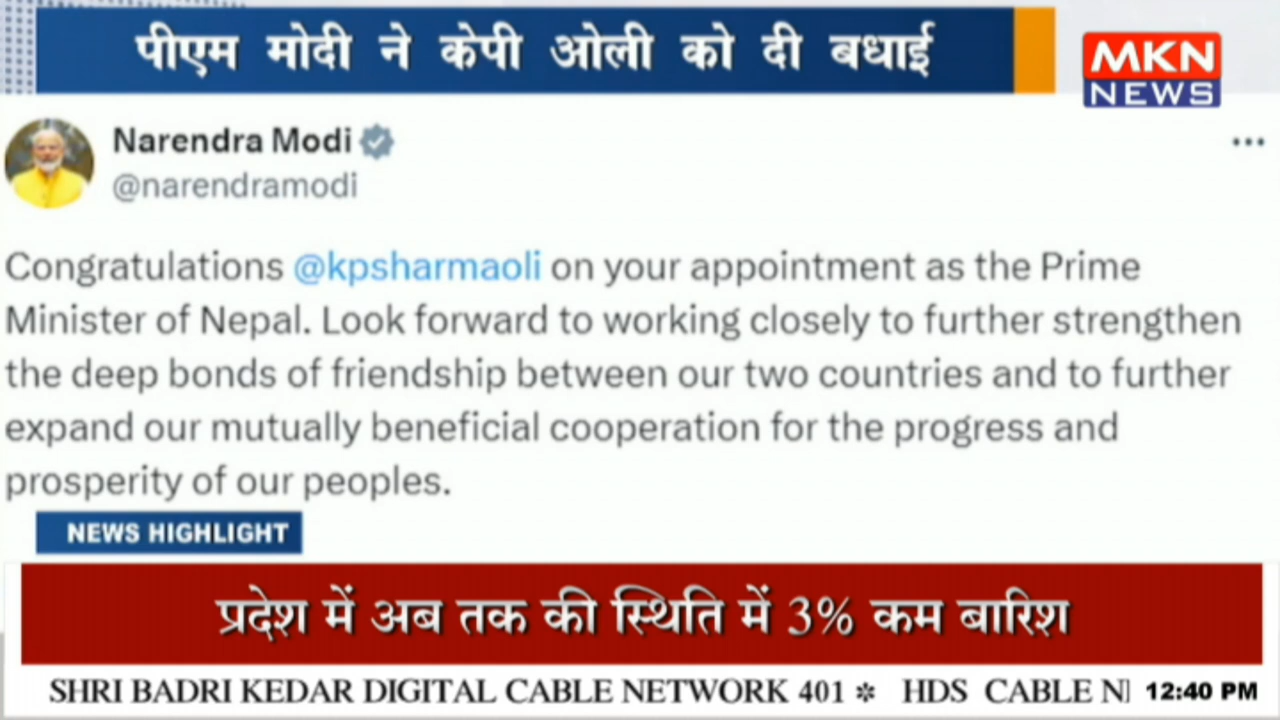 पीएम मोदी ने केपी ओली को दी बधाई
MKN
NEWS
Narendra Modi
@narendramodi
Congratulations @kpsharmaoli on your appointment as the Prime
Minister of Nepal. Look forward to working closely to further strengthen
the deep bonds of friendship between our two countries and to further
expand our mutually beneficial cooperation for the progress and
prosperity of our peoples.
NEWS HIGHLIGHT
प्रदेश में अब तक की स्थिति में 3% कम बारिश
SHRI BADRI KEDAR DIGITAL CABLE NETWORK 401 ✲ HDS CABLE N
12:40 PM